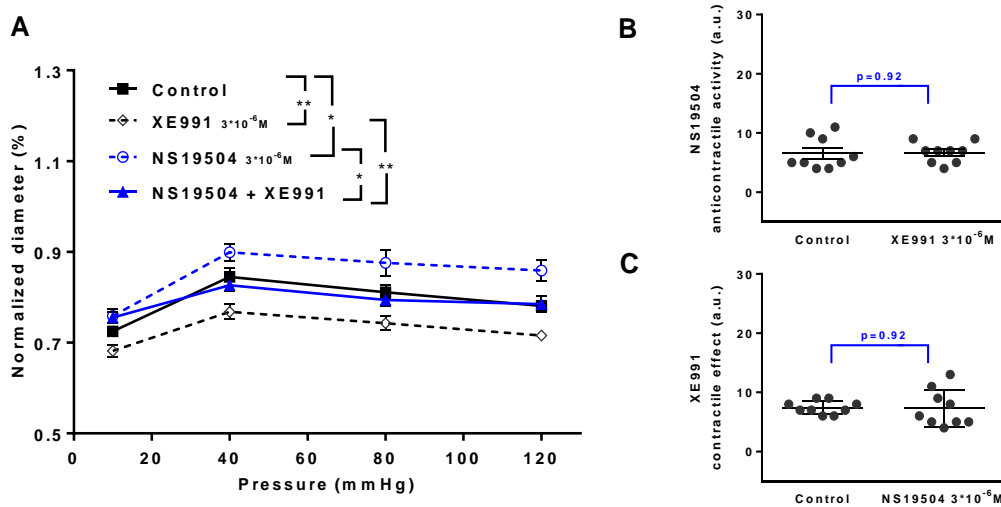 A
Normalized diameter (%)
1.3
1.1
0.9
0.7
0.5
Control
XE991 3*10⁻⁶M
NS19504 3*10⁻⁶M
NS19504 + XE991
**
*
*
**
0
20
40
60
80
100
120
Pressure (mmHg)
B
NS19504
anticontractile activity (a.u.)
30
20
10
0
p=0.92
Control
XE991 3*10⁻⁶M
C
XE991
contractile effect (a.u.)
30
20
10
0
p=0.92
Control
NS19504 3*10⁻⁶M